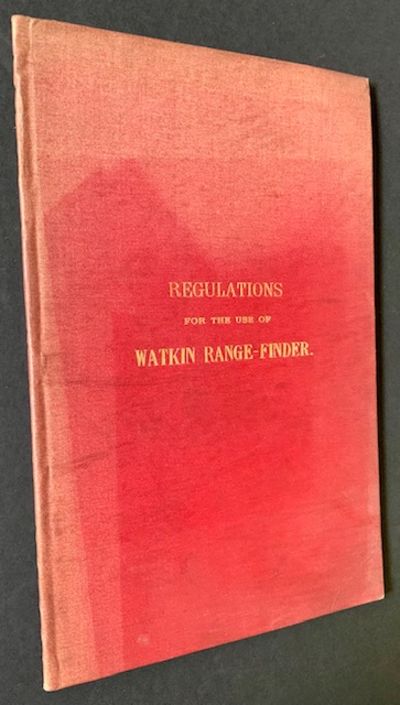 REGULATIONS
FOR THE USE OF
WATKIN RANGE-FINDER.